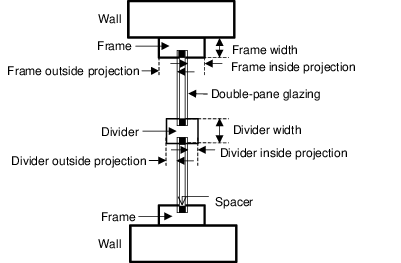 Wall
Frame
Frame width
Frame outside projection
Frame inside projection
Double-pane glazing
Divider
Divider width
Divider outside projection
Divider inside projection
Spacer
Frame
Wall